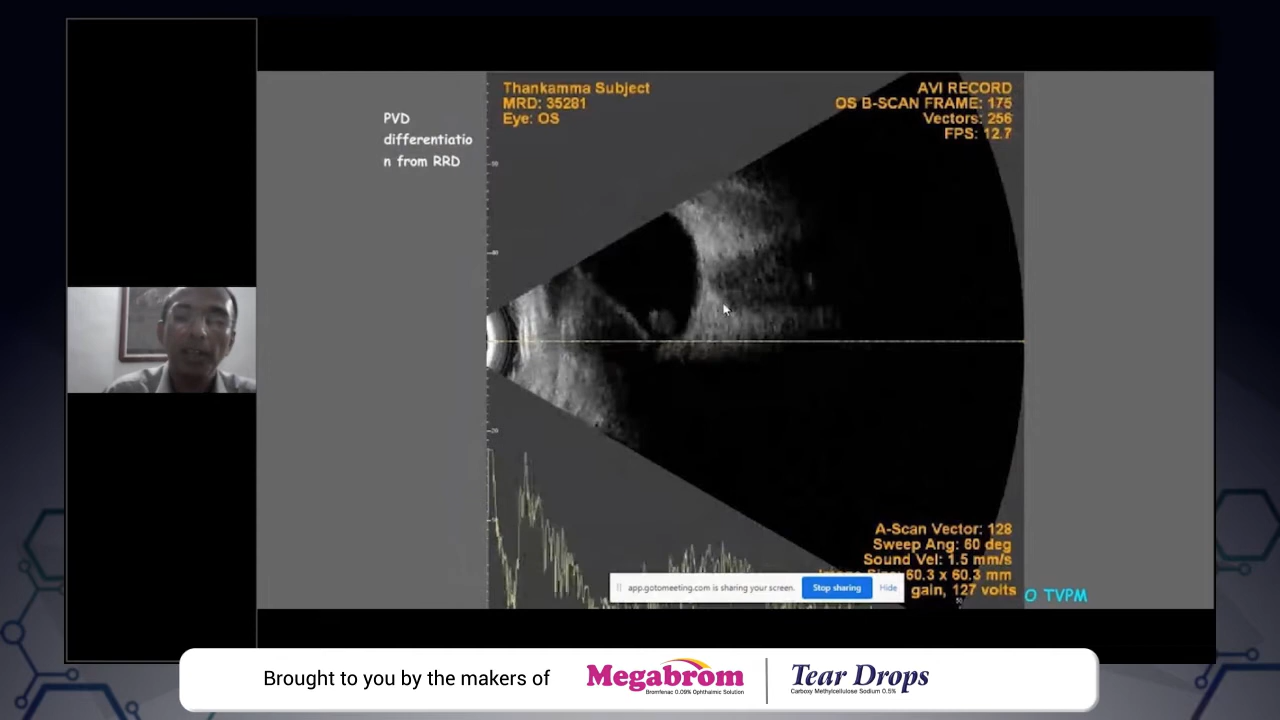 PVD
differentiatio
n from RRD
Thankamma Subject
MRD: 35281
Eye: OS
AVI RECORD
OS B-SCAN FRAME: 175
Vectors: 256
FPS: 12.7
A-Scan Vector: 128
Sweep Ang: 60 deg
Sound Vel: 1.5 mm/s
60.3 x 60.3 mm
gain, 127 volts
app.gotomeeting.com is sharing your screen.
Stop sharing
Hide
O TVPM
Brought to you by the makers of
Megabrom
Bromfenac 0.09% Ophthalmic Solution
Tear Drops
Carboxy Methylcellulose Sodium 0.5%